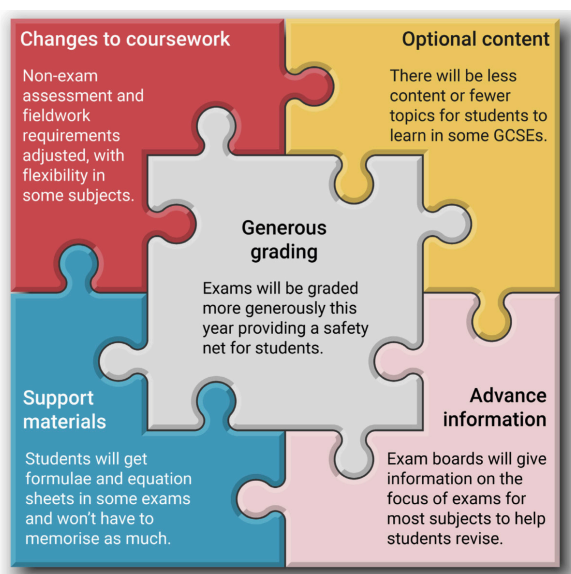 Changes to coursework
Non-exam
assessment and
fieldwork
requirements
adjusted, with
flexibility in
some subjects.
Optional content
There will be less
content or fewer
topics for students to
learn in some GCSEs.
Generous
grading
Exams will be graded
more generously this
year providing a safety
net for students.
Support
materials
Students will get
formulae and equation
sheets in some exams
and won't have to
memorise as much.
Advance
information
Exam boards will give
information on the
focus of exams for
most subjects to help
students revise.